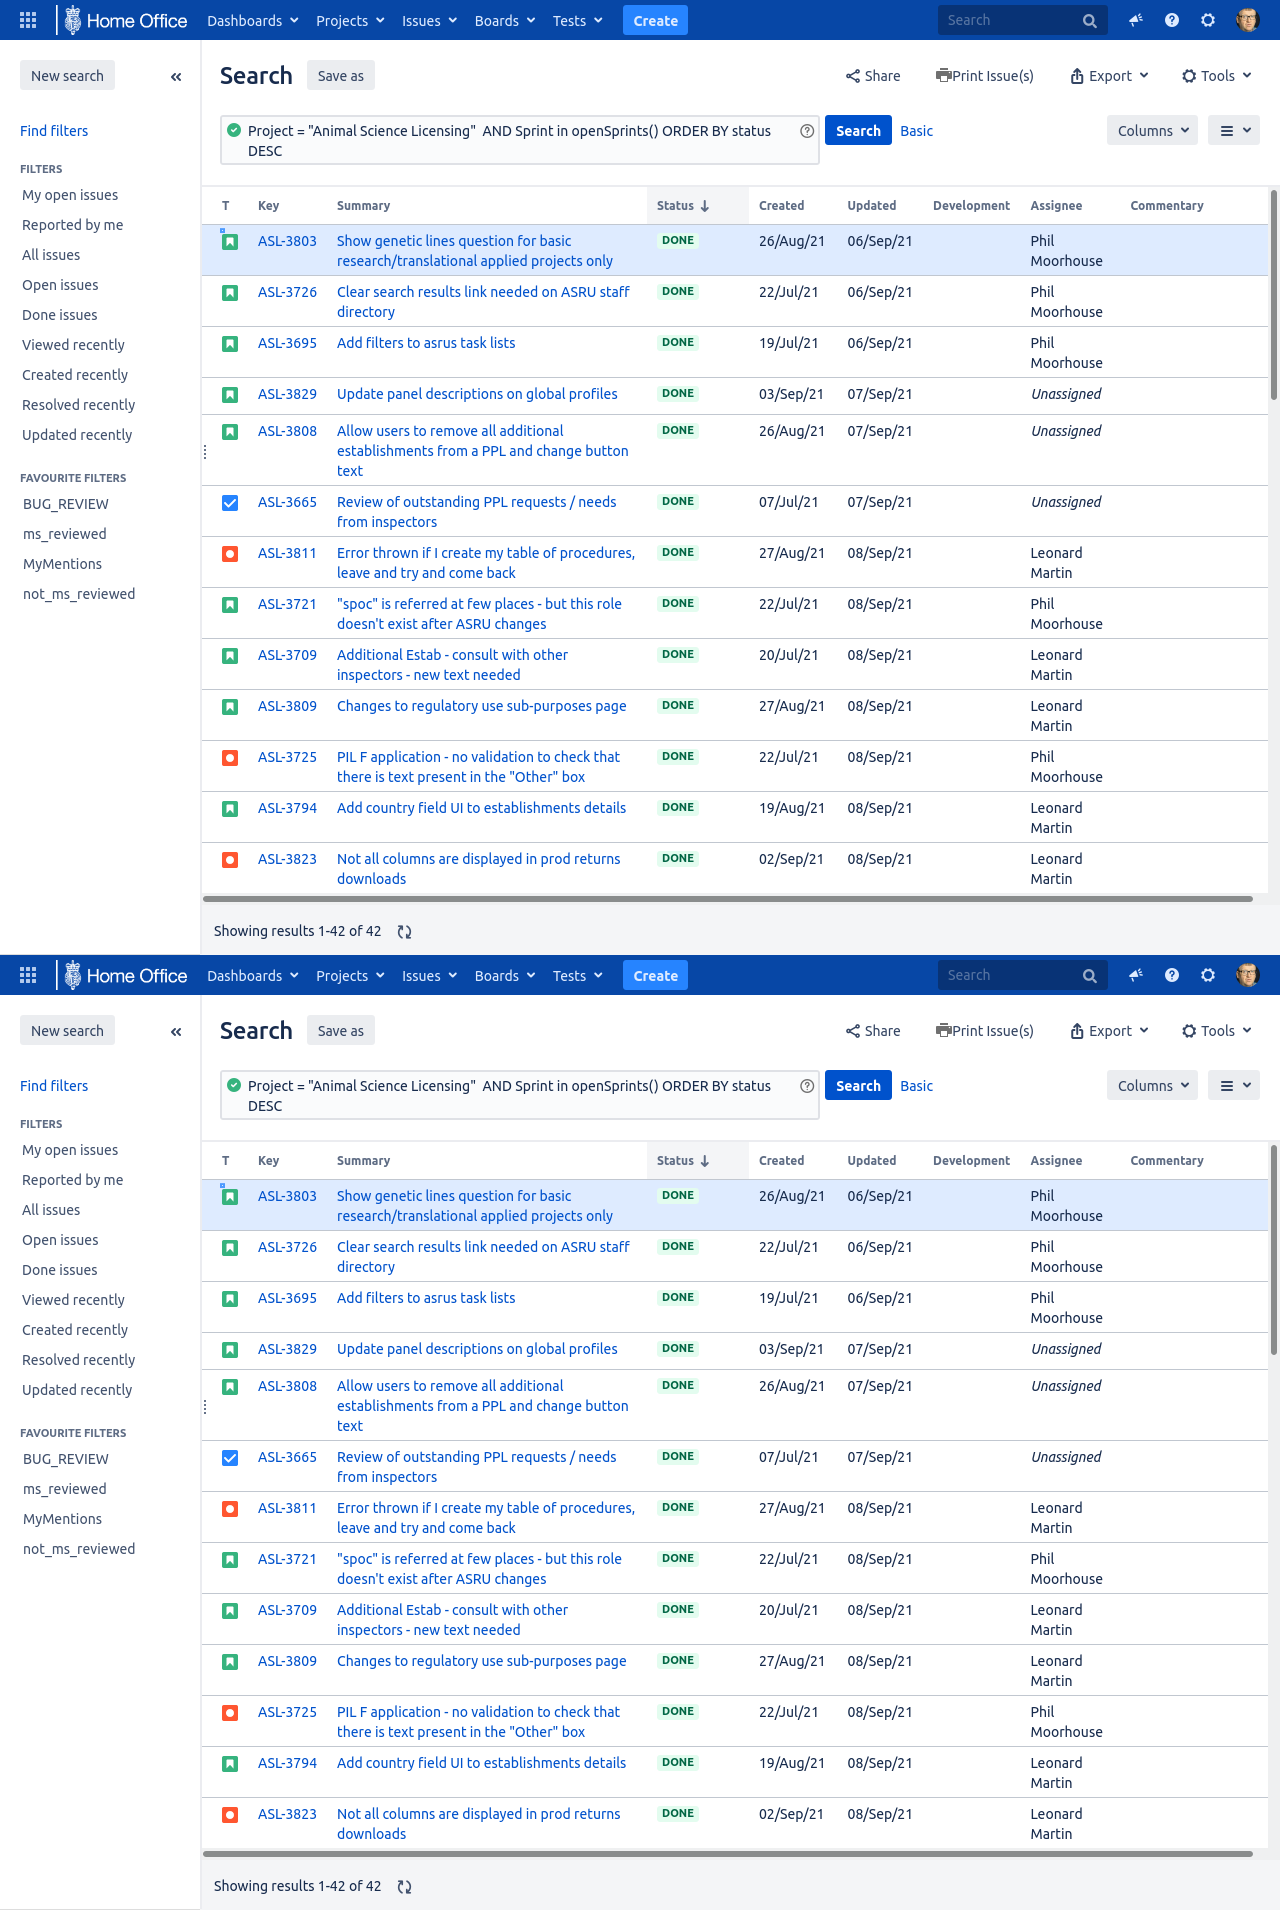 Home Office Dashboards Projects Issues Boards Tests Create Search
New search « Search Save as Share Print Issue(s) Export Tools
Find filters
Project = "Animal Science Licensing"  AND Sprint in openSprints() ORDER BY status
DESC
Search Basic Columns
FILTERS
My open issues
Reported by me
All issues
Open issues
Done issues
Viewed recently
Created recently
Resolved recently
Updated recently
FAVOURITE FILTERS
BUG_REVIEW
ms_reviewed
MyMentions
not_ms_reviewed
T Key Summary Status Created Updated Development Assignee Commentary
ASL-3803 Show genetic lines question for basic DONE 26/Aug/21 06/Sep/21 Phil
research/translational applied projects only Moorhouse
ASL-3726 Clear search results link needed on ASRU staff DONE 22/Jul/21 06/Sep/21 Phil
directory Moorhouse
ASL-3695 Add filters to asrus task lists DONE 19/Jul/21 06/Sep/21 Phil
Moorhouse
ASL-3829 Update panel descriptions on global profiles DONE 03/Sep/21 07/Sep/21 Unassigned
ASL-3808 Allow users to remove all additional DONE 26/Aug/21 07/Sep/21 Unassigned
establishments from a PPL and change button
text
ASL-3665 Review of outstanding PPL requests / needs DONE 07/Jul/21 07/Sep/21 Unassigned
from inspectors
ASL-3811 Error thrown if I create my table of procedures, DONE 27/Aug/21 08/Sep/21 Leonard
leave and try and come back Martin
ASL-3721 "spoc" is referred at few places - but this role DONE 22/Jul/21 08/Sep/21 Phil
doesn't exist after ASRU changes Moorhouse
ASL-3709 Additional Estab - consult with other DONE 20/Jul/21 08/Sep/21 Leonard
inspectors - new text needed Martin
ASL-3809 Changes to regulatory use sub-purposes page DONE 27/Aug/21 08/Sep/21 Leonard
Martin
ASL-3725 PIL F application - no validation to check that DONE 22/Jul/21 08/Sep/21 Phil
there is text present in the "Other" box Moorhouse
ASL-3794 Add country field UI to establishments details DONE 19/Aug/21 08/Sep/21 Leonard
Martin
ASL-3823 Not all columns are displayed in prod returns DONE 02/Sep/21 08/Sep/21 Leonard
downloads Martin
Showing results 1-42 of 42
Home Office Dashboards Projects Issues Boards Tests Create Search
New search « Search Save as Share Print Issue(s) Export Tools
Find filters
Project = "Animal Science Licensing"  AND Sprint in openSprints() ORDER BY status
DESC
Search Basic Columns
FILTERS
My open issues
Reported by me
All issues
Open issues
Done issues
Viewed recently
Created recently
Resolved recently
Updated recently
FAVOURITE FILTERS
BUG_REVIEW
ms_reviewed
MyMentions
not_ms_reviewed
T Key Summary Status Created Updated Development Assignee Commentary
ASL-3803 Show genetic lines question for basic DONE 26/Aug/21 06/Sep/21 Phil
research/translational applied projects only Moorhouse
ASL-3726 Clear search results link needed on ASRU staff DONE 22/Jul/21 06/Sep/21 Phil
directory Moorhouse
ASL-3695 Add filters to asrus task lists DONE 19/Jul/21 06/Sep/21 Phil
Moorhouse
ASL-3829 Update panel descriptions on global profiles DONE 03/Sep/21 07/Sep/21 Unassigned
ASL-3808 Allow users to remove all additional DONE 26/Aug/21 07/Sep/21 Unassigned
establishments from a PPL and change button
text
ASL-3665 Review of outstanding PPL requests / needs DONE 07/Jul/21 07/Sep/21 Unassigned
from inspectors
ASL-3811 Error thrown if I create my table of procedures, DONE 27/Aug/21 08/Sep/21 Leonard
leave and try and come back Martin
ASL-3721 "spoc" is referred at few places - but this role DONE 22/Jul/21 08/Sep/21 Phil
doesn't exist after ASRU changes Moorhouse
ASL-3709 Additional Estab - consult with other DONE 20/Jul/21 08/Sep/21 Leonard
inspectors - new text needed Martin
ASL-3809 Changes to regulatory use sub-purposes page DONE 27/Aug/21 08/Sep/21 Leonard
Martin
ASL-3725 PIL F application - no validation to check that DONE 22/Jul/21 08/Sep/21 Phil
there is text present in the "Other" box Moorhouse
ASL-3794 Add country field UI to establishments details DONE 19/Aug/21 08/Sep/21 Leonard
Martin
ASL-3823 Not all columns are displayed in prod returns DONE 02/Sep/21 08/Sep/21 Leonard
downloads Martin
Showing results 1-42 of 42